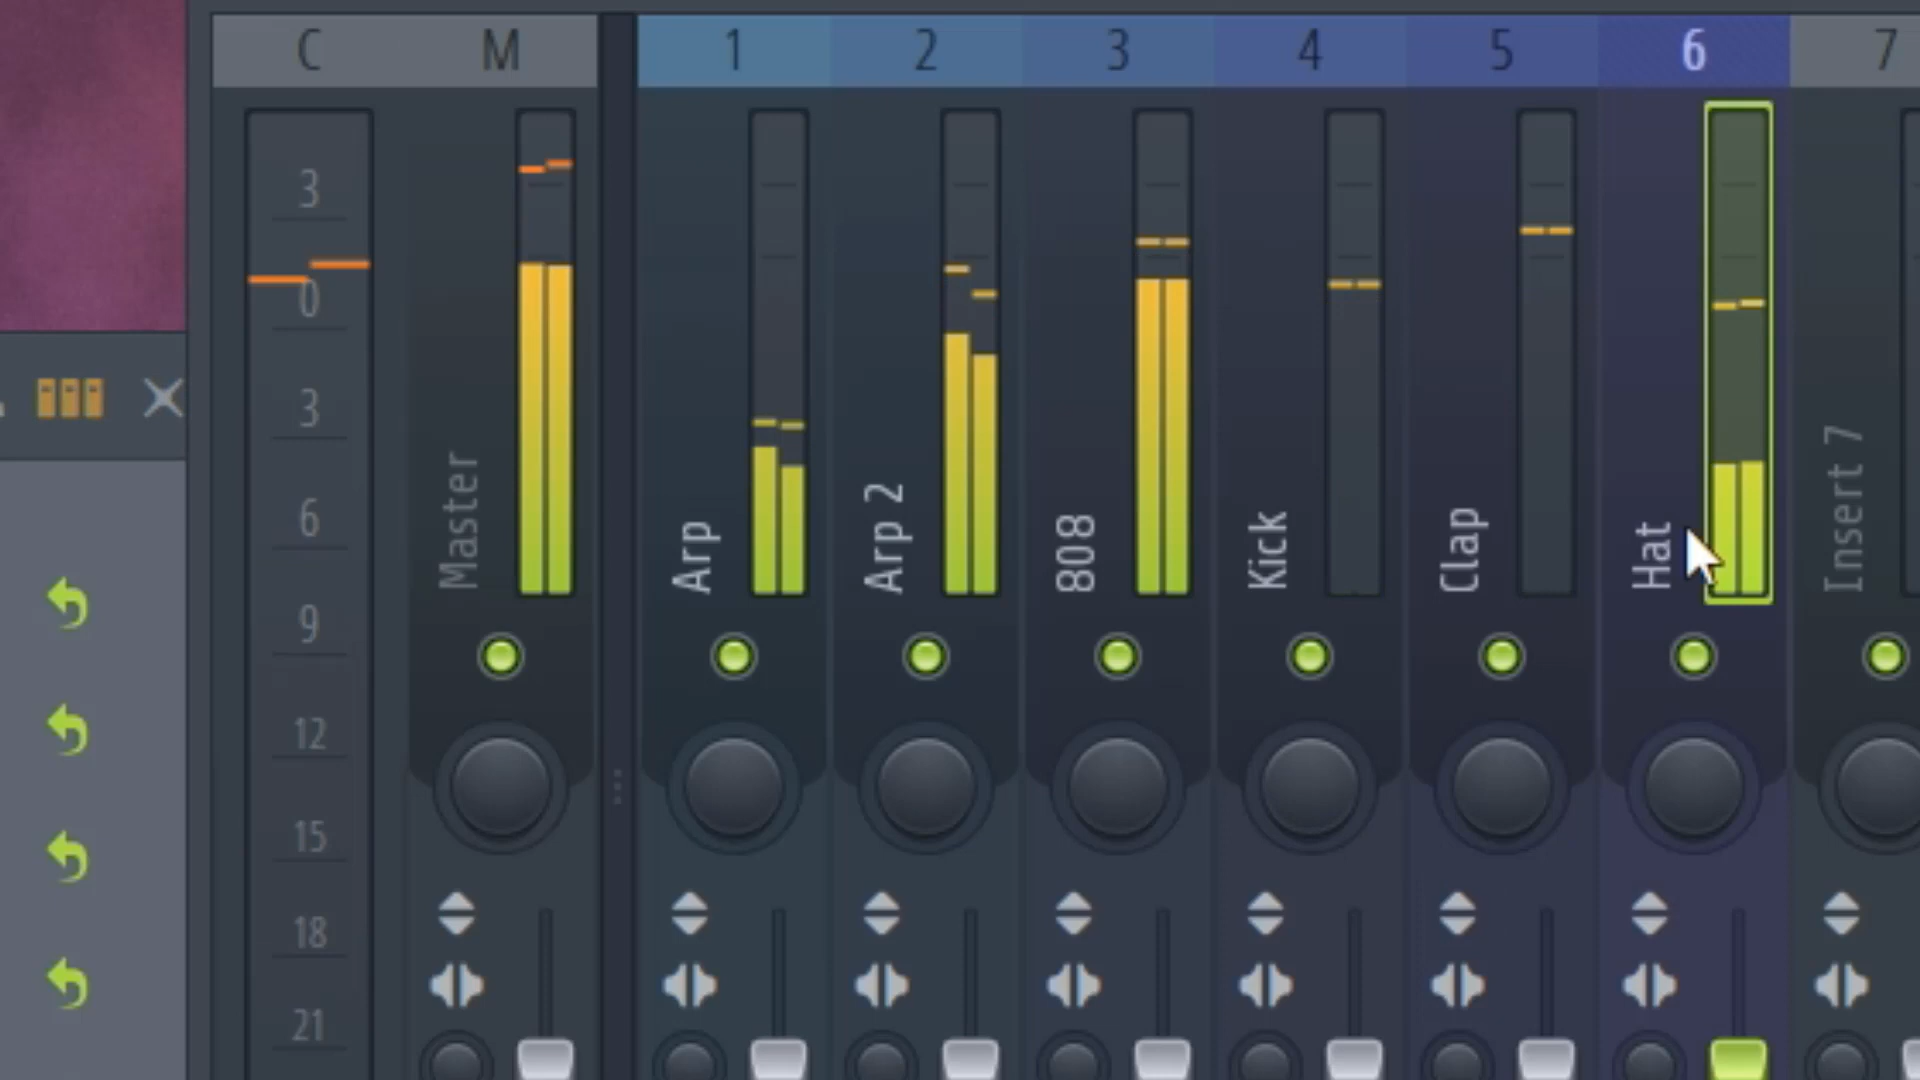 C M 1 2 3 4 5 6 7
3
0
3
6
9
12
15
18
21
Master
Arp
Arp 2
808
Kick
Clap
Hat
Insert 7